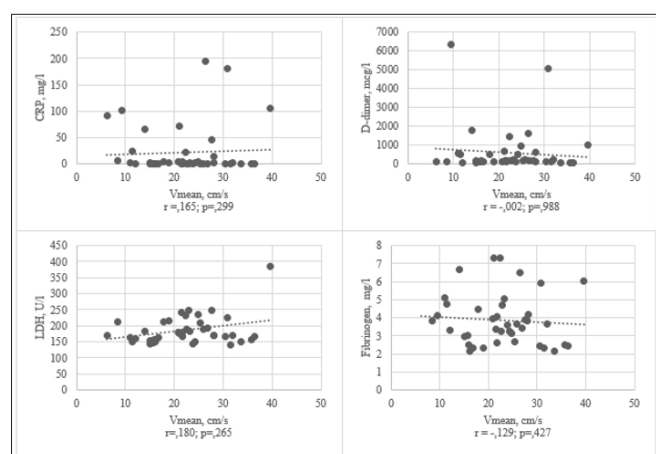 250
200
150
100
50
0
CRP, mg/l
0 10 20 30 40 50
Vmean, cm/s
r =,165; p=,299
7000
6000
5000
4000
3000
2000
1000
0
D-dimer, mcg/l
0 10 20 30 40 50
Vmean, cm/s
r = -,002; p=,988
450
400
350
300
250
200
150
100
50
0
LDH, U/l
0 10 20 30 40 50
Vmean, cm/s
r=,180; p=,265
8
7
6
5
4
3
2
1
0
Fibrinogen, mg/l
0 10 20 30 40 50
Vmean, cm/s
r = -,129; p=,427